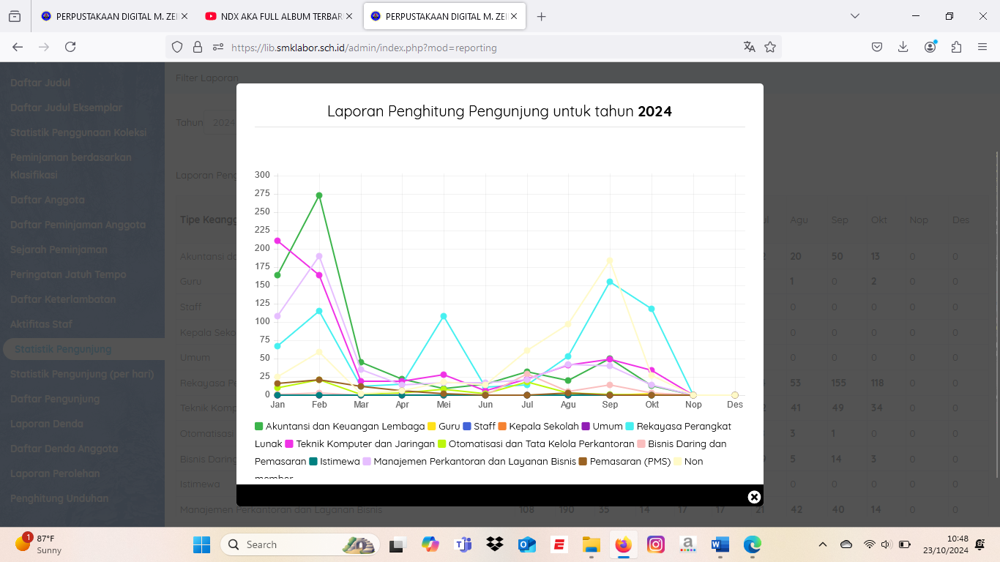 PERPUSTAKAAN DIGITAL M. ZEI
NDX AKA FULL ALBUM TERBAR
PERPUSTAKAAN DIGITAL M. ZEI
https://lib.smklabor.sch.id/admin/index.php?mod=reporting
Daftar Judul
Daftar Judul Eksemplar
Statistik Penggunaan Koleksi
Peminjaman berdasarkan
Klasifikasi
Daftar Anggota
Daftar Peminjaman Anggota
Sejarah Peminjaman
Peringatan Jatuh Tempo
Daftar Keterlambatan
Aktifitas Staf
Statistik Pengunjung
Statistik Pengunjung (per hari)
Daftar Pengunjung
Laporan Denda
Daftar Denda Anggota
Laporan Perolehan
Penghitung Unduhan
Filter Laporan
Tahun 2024
Laporan Peng
Tipe Keangg Agu Sep Okt Nop Des
Akuntansi da 20 50 13 0 0
Guru 1 0 2 0 0
Staff 0 0 0 0 0
Kepala Seko 0 0 0 0 0
Umum 0 0 0 0 0
Rekayasa Pe 53 155 118 0 0
Teknik Komp 41 49 34 0 0
Otomatisasi 3 1 0 0 0
Bisnis Daring 5 14 3 0 0
Istimewa 0 0 0 0 0
Manajemen Perkantoran dan Layanan Bisnis 108 190 35 14 17 17 21 42 40 14 0 0
Laporan Penghitung Pengunjung untuk tahun 2024
300
275
250
225
200
175
150
125
100
75
50
25
0
Jan Feb Mar Apr Mei Jun Jul Agu Sep Okt Nop Des
Akuntansi dan Keuangan Lembaga Guru Staff Kepala Sekolah Umum Rekayasa Perangkat
Lunak Teknik Komputer dan Jaringan Otomatisasi dan Tata Kelola Perkantoran Bisnis Daring dan
Pemasaran Istimewa Manajemen Perkantoran dan Layanan Bisnis Pemasaran (PMS) Non
member
1
87°F
Sunny
Search
10:48
23/10/2024